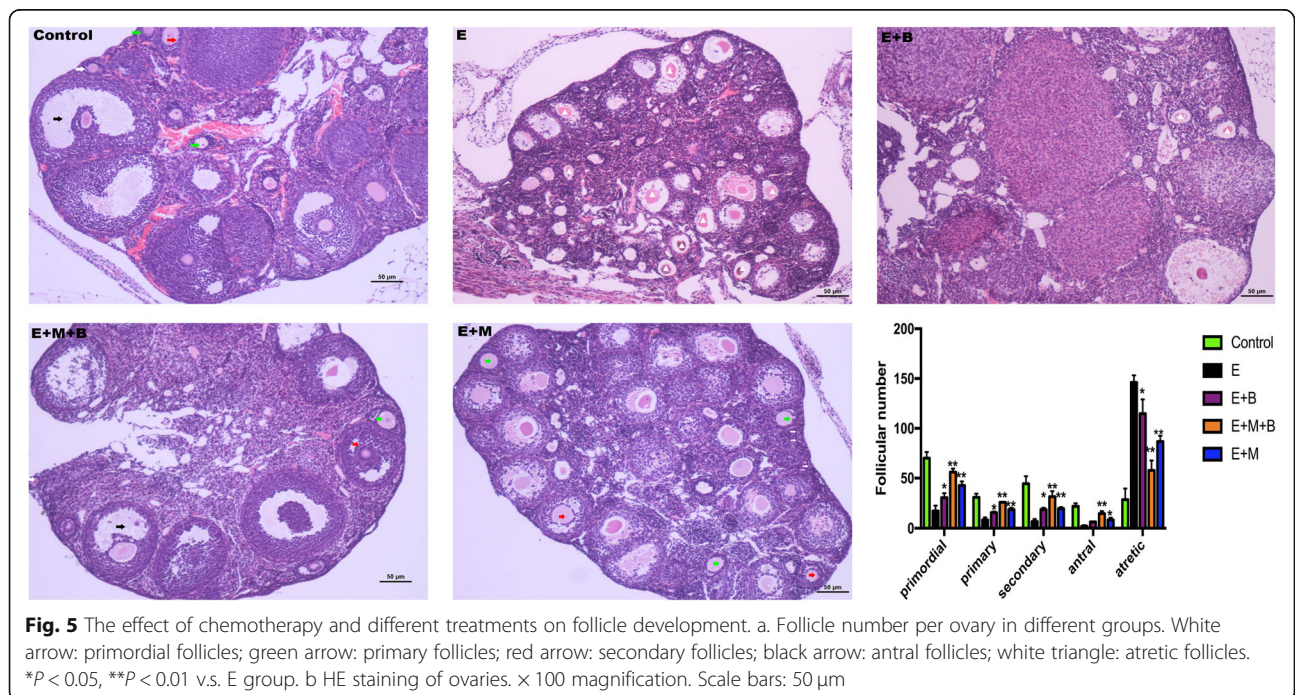 Control
E
E+B
50 µm
50 µm
50 µm
E+M+B
E+M
50 µm
50 µm
Follicular number
200
150
100
50
0
* ** **
* ** **
* ** **
** *
* ** **
primordial
primary
secondary
antral
atretic
Control
E
E+B
E+M+B
E+M
Fig. 5 The effect of chemotherapy and different treatments on follicle development. a. Follicle number per ovary in different groups. White
arrow: primordial follicles; green arrow: primary follicles; red arrow: secondary follicles; black arrow: antral follicles; white triangle: atretic follicles.
*P < 0.05, **P < 0.01 v.s. E group. b HE staining of ovaries. × 100 magnification. Scale bars: 50 µm